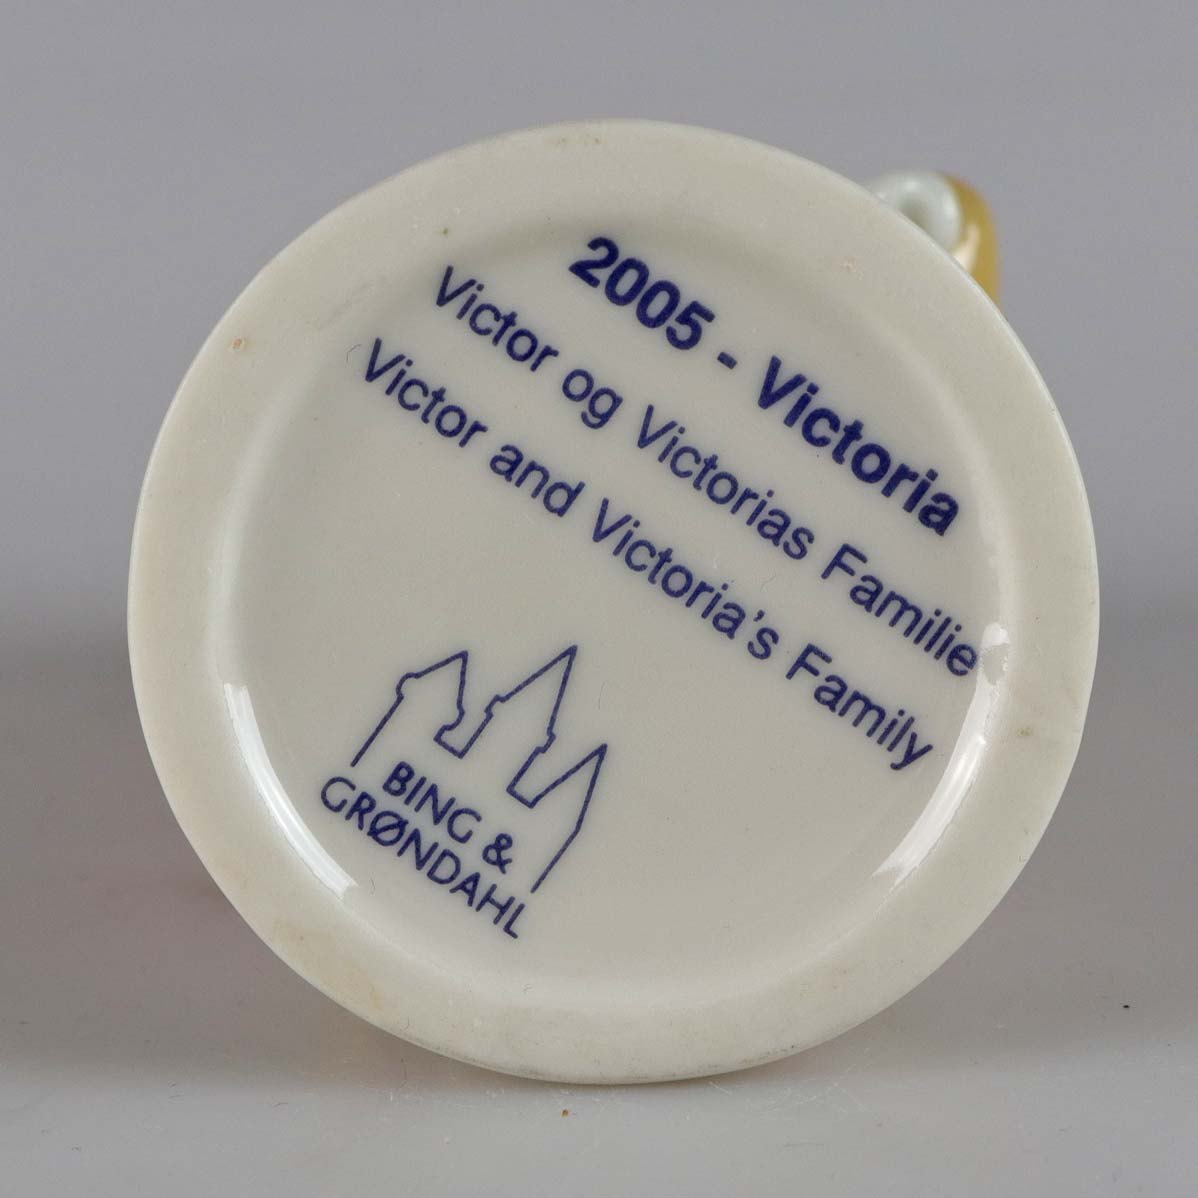 2005 - Victoria
Victor og Victorias Familie
Victor and Victoria's Family
BING &
GRØNDAHL